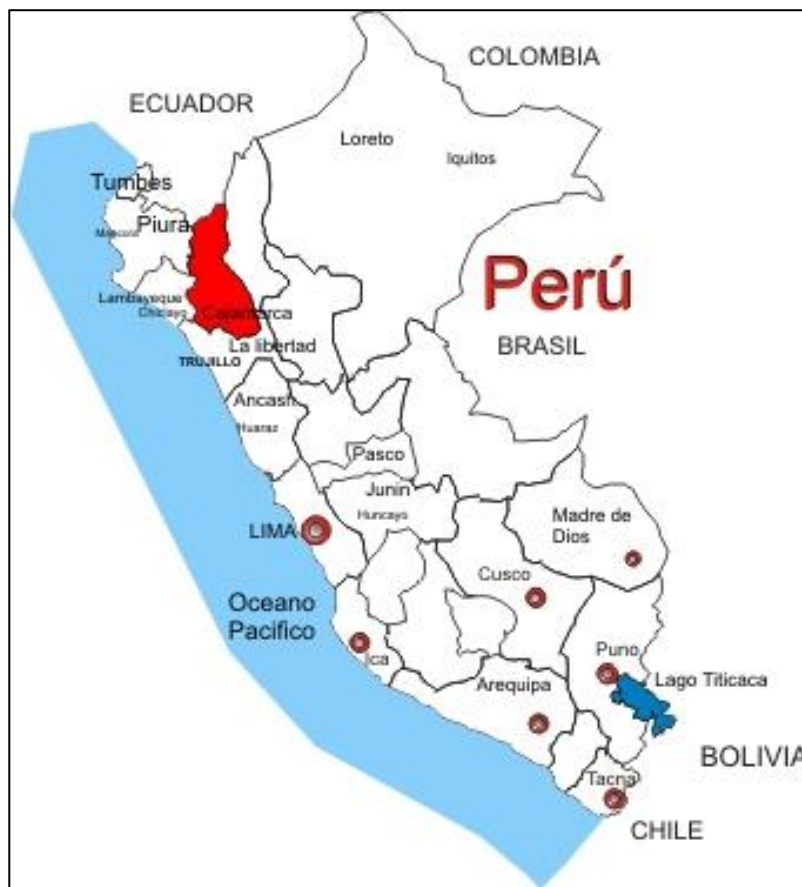 COLOMBIA
ECUADOR
Loreto
Iquitos
Tumbes
Piura
Perú
Lambayeque
Chiclayo
Cajamarca
BRASIL
La libertad
TRUJILLO
Ancash
Huaraz
Pasco
Junín
Huncayo
Madre de
Dios
LIMA
Cusco
Oceano
Pacifico
Ica
Puno
Lago Titicaca
Arequipa
BOLIVIA
Tacna
CHILE